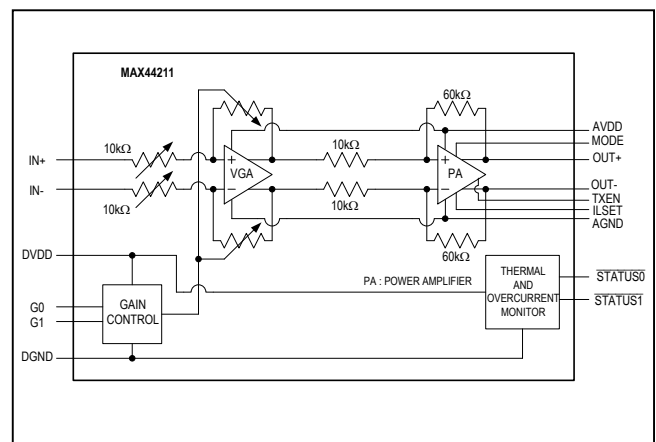 MAX44211
60kΩ
AVDD
MODE
10kΩ
10kΩ
IN+
+
VGA
-
+
PA
-
OUT+
IN-
OUT-
TXEN
10kΩ
10kΩ
ILSET
AGND
60kΩ
DVDD
PA : POWER AMPLIFIER
THERMAL
AND
OVERCURRENT
MONITOR
STATUS0
STATUS1
G0
G1
GAIN
CONTROL
DGND